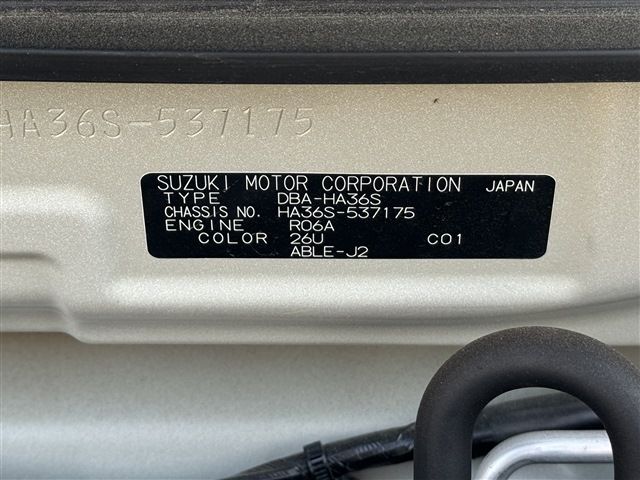 HA36S-537175
SUZUKI MOTOR CORPORATION JAPAN
TYPE DBA-HA36S
CHASSIS NO. HA36S-537175
ENGINE R06A
COLOR 26U C01
ABLE-J2